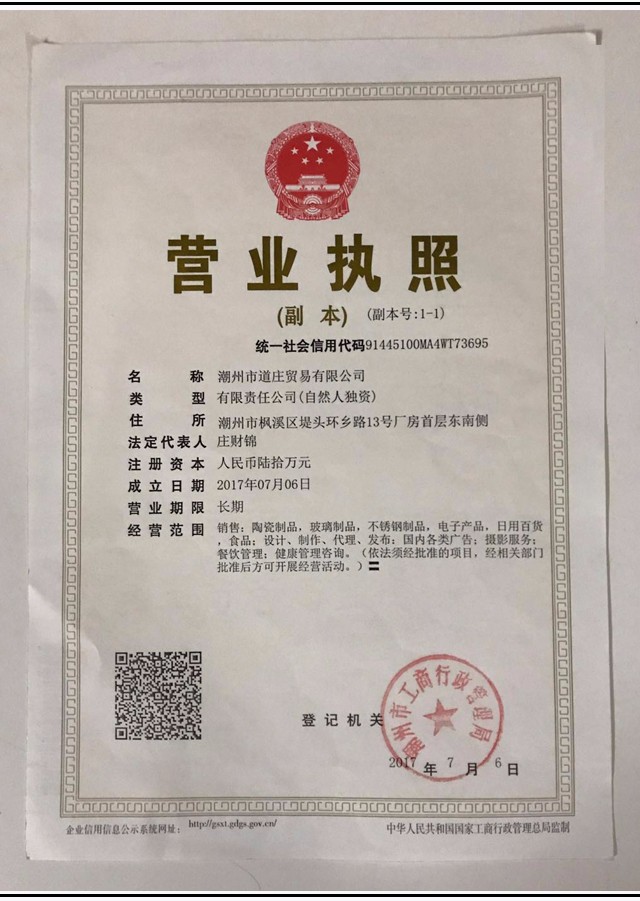 营业执照
(副 本) (副本号:1-1)
统一社会信用代码91445100MA4WT73695
名 称 潮州市道庄贸易有限公司
类 型 有限责任公司(自然人独资)
住 所 潮州市枫溪区堤头环乡路13号厂房首层东南侧
法定代表人 庄财锦
注册资本 人民币陆拾万元
成立日期 2017年07月06日
营业期限 长期
经营范围 销售:陶瓷制品,玻璃制品,不锈钢制品,电子产品,日用百货
,食品;设计、制作、代理、发布:国内各类广告;摄影服务;
餐饮管理;健康管理咨询。(依法须经批准的项目,经相关部门
批准后方可开展经营活动。)〓
潮州市工商行政管理局
登记机关
2017 年 7 月 6 日
企业信用信息公示系统网址: http://gsxt.gdgs.gov.cn/
中华人民共和国国家工商行政管理总局监制